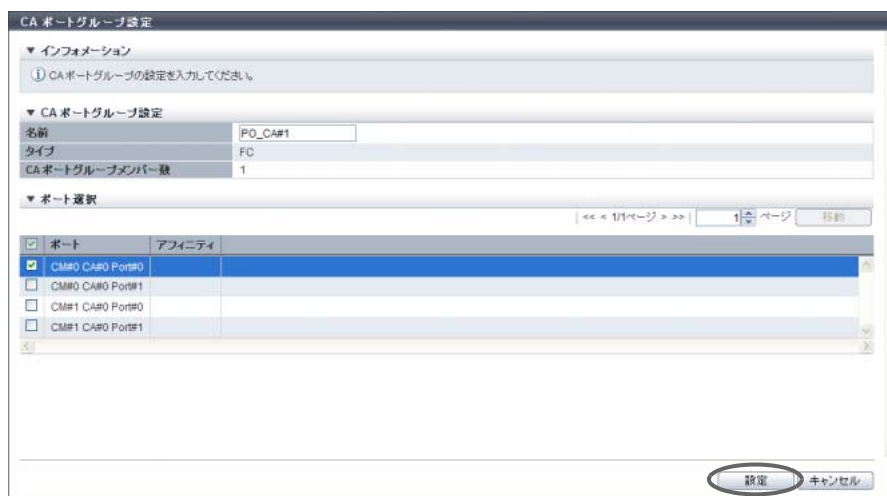 CA ポートグループ設定
▼ インフォメーション
CAポートグループの設定を入力してください。
▼ CA ポートグループ設定
名前 PO_CA#1
タイプ FC
CAポートグループメンバー数 1
▼ ポート選択
| << < 1/1ページ > >> | 1 ページ 移動
ポート アフィニティ
CM#0 CA#0 Port#0
CM#0 CA#0 Port#1
CM#1 CA#0 Port#0
CM#1 CA#0 Port#1
設定 キャンセル